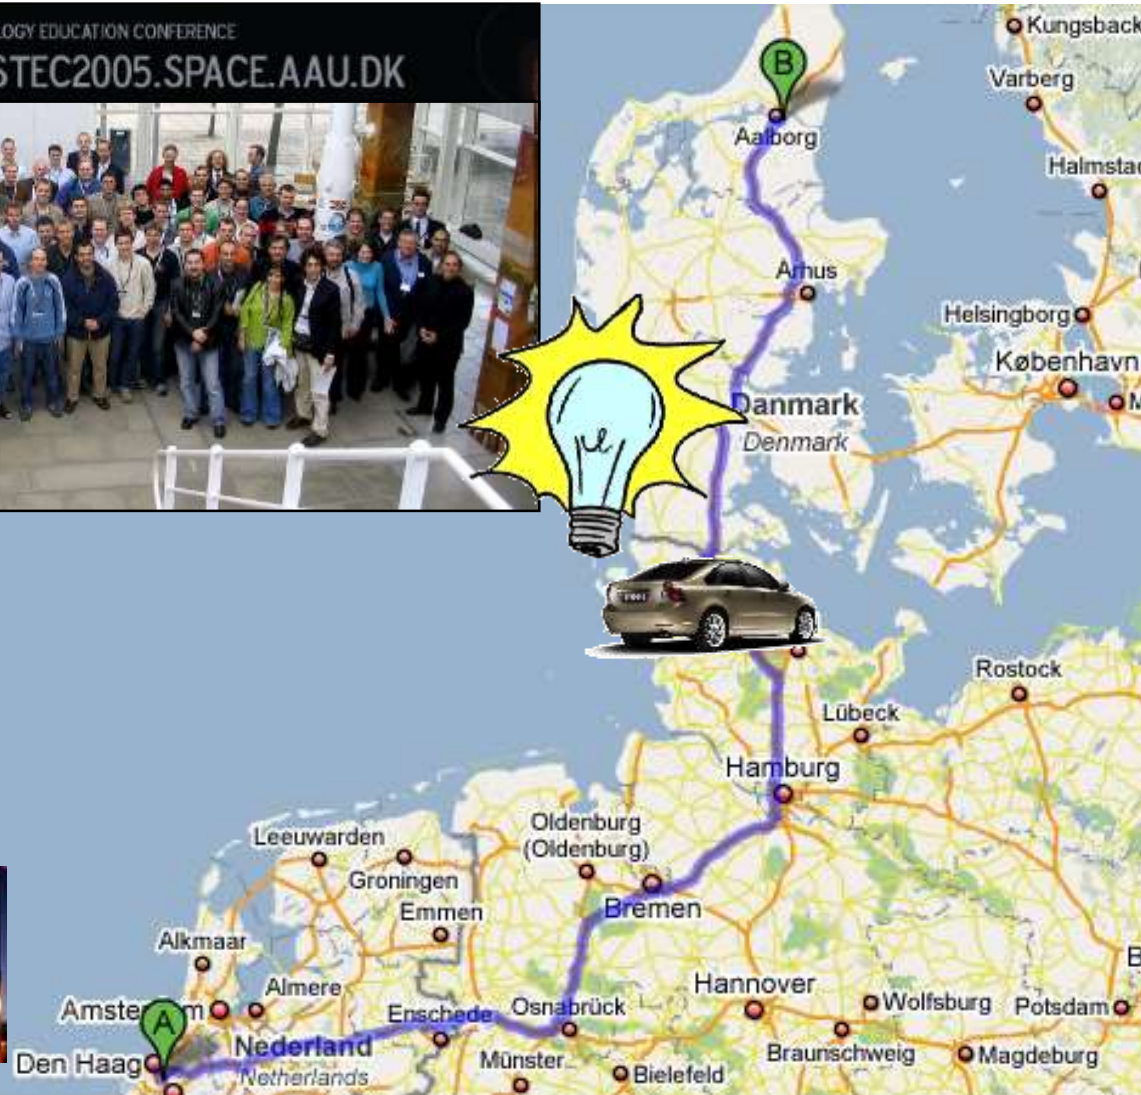 OGY EDUCATION CONFERENCE
STEC2005.SPACE.AAU.DK
Kungsback
Varberg
B
Aalborg
Halmstad
Århus
Helsingborg
København
M
Danmark
Denmark
µe
Rostock
Lübeck
Hamburg
Oldenburg
(Oldenburg)
Leeuwarden
Groningen
Bremen
Emmen
Alkmaar
B
Hannover
Almere
Wolfsburg
Potsdam
Osnabrück
Enschede
A
Nederland
Netherlands
Den Haag
Münster
Braunschweig
Magdeburg
Bielefeld